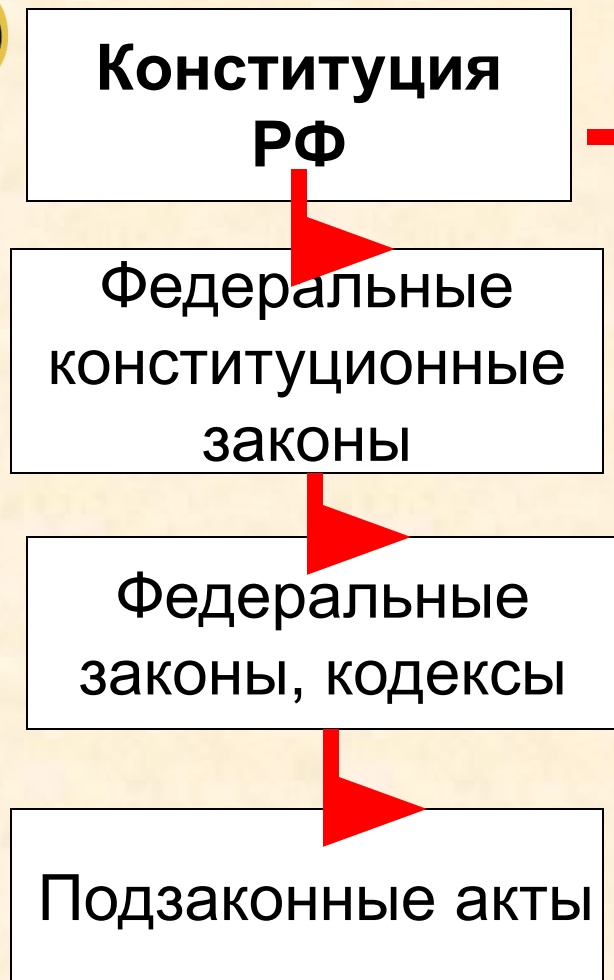 Конституция
РФ
Федеральные
конституционные
законы
Федеральные
законы, кодексы
Подзаконные акты